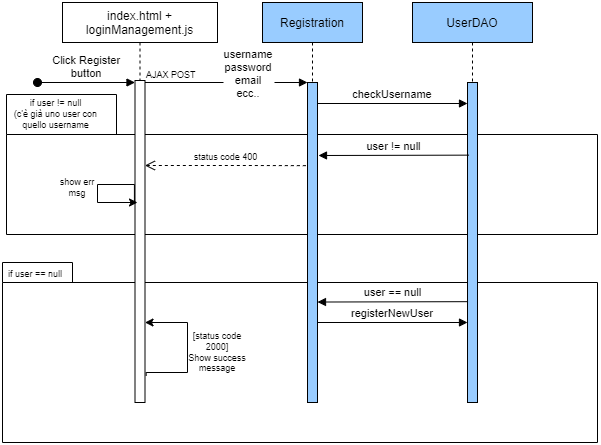 index.html +
loginManagement.js
Registration
UserDAO
Click Register
button
AJAX POST
username
password
email
ecc..
checkUsername
if user != null
(c'è già uno user con
quello username
user != null
status code 400
show err
msg
if user == null
user == null
registerNewUser
[status code
2000]
Show success
message